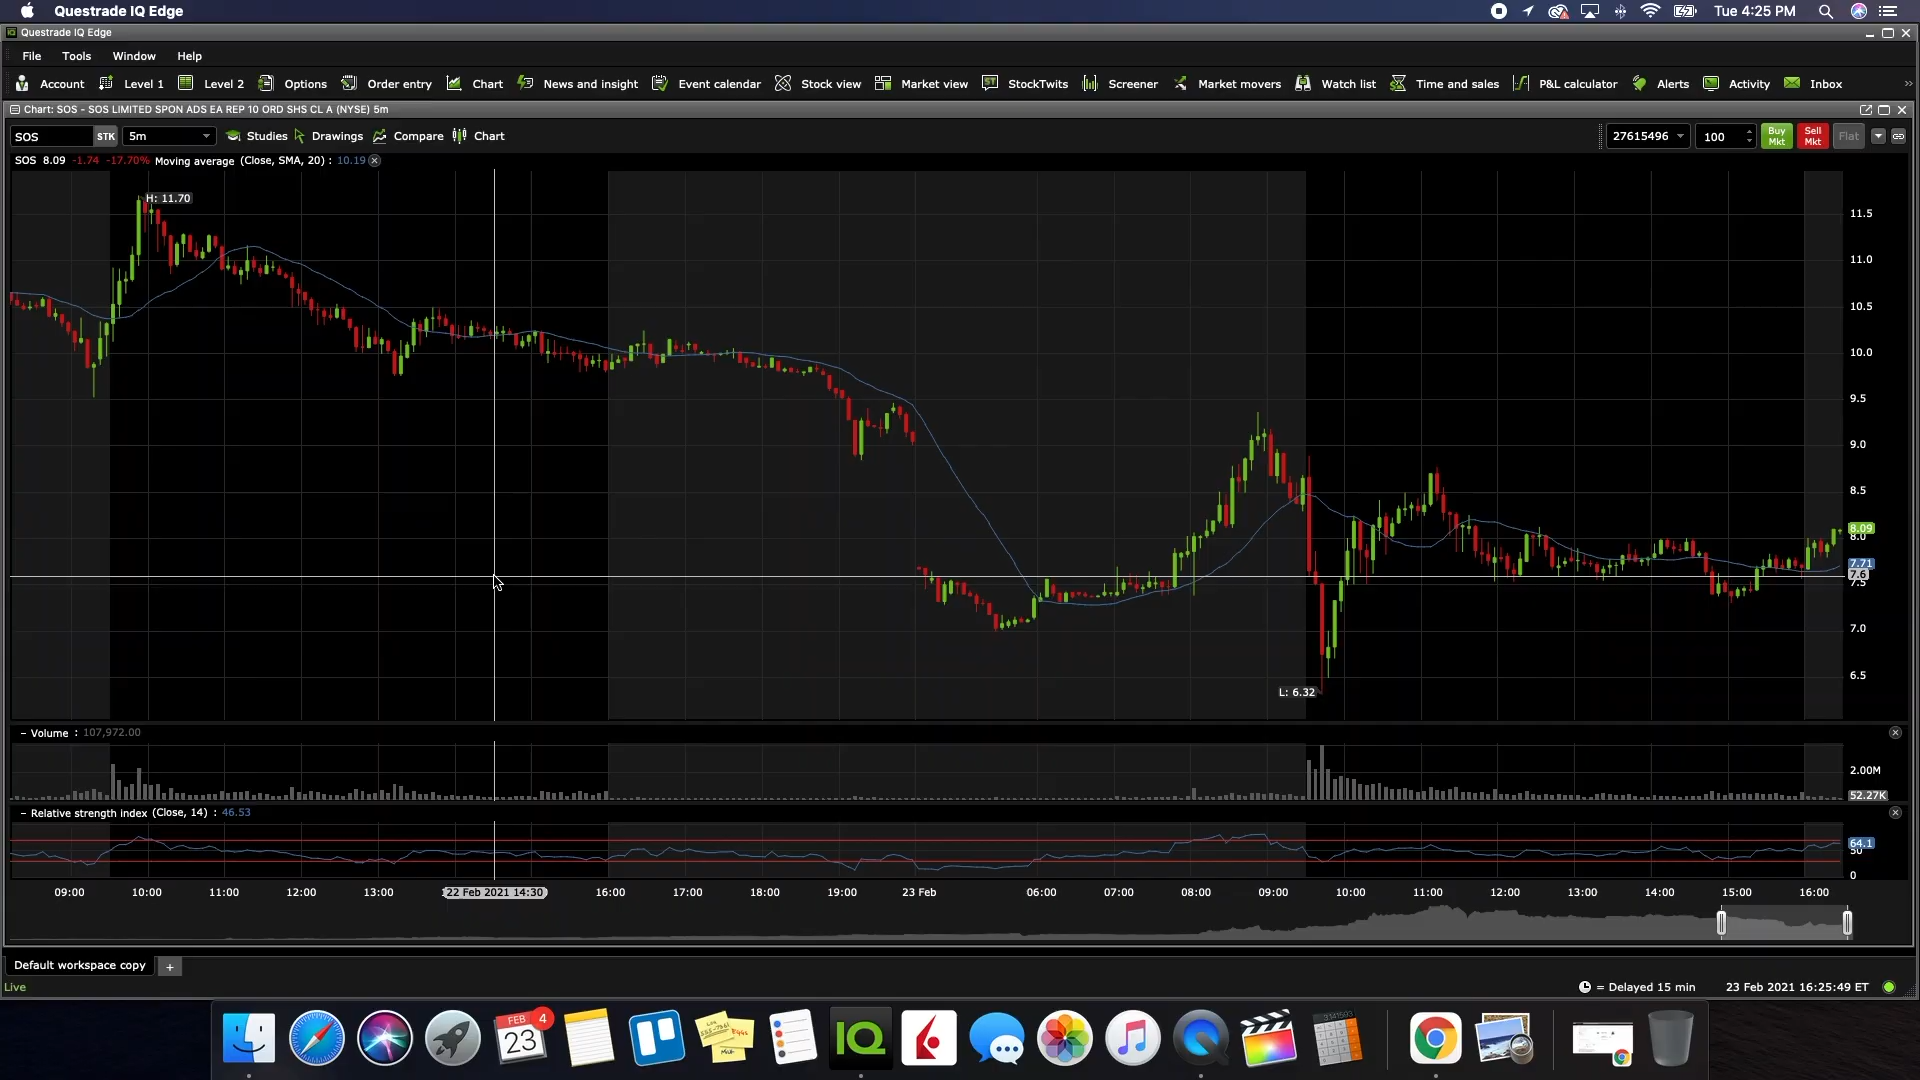 Questrade IQ Edge
Tue 4:25 PM
Questrade IQ Edge
File Tools Window Help
Account Level 1 Level 2 Options Order entry Chart News and insight Event calendar Stock view Market view StockTwits Screener Market movers Watch list Time and sales P&L calculator Alerts Activity Inbox
Chart: SOS - SOS LIMITED SPON ADS EA REP 10 ORD SHS CL A (NYSE) 5m
SOS STK 5m Studies Drawings Compare Chart 27615496 100 Buy Mkt Sell Mkt Flat
SOS 8.09 -1.74 -17.70% Moving average (Close, SMA, 20) : 10.19
H: 11.70
11.5
11.0
10.5
10.0
9.5
9.0
8.5
8.09
8.0
7.71
7.6
7.5
7.0
6.5
L: 6.32
– Volume : 107,972.00
2.00M
52.27K
– Relative strength index (Close, 14) : 46.53
64.1
50
0
09:00 10:00 11:00 12:00 13:00 22 Feb 2021 14:30 16:00 17:00 18:00 19:00 23 Feb 06:00 07:00 08:00 09:00 10:00 11:00 12:00 13:00 14:00 15:00 16:00
Default workspace copy +
Live
= Delayed 15 min 23 Feb 2021 16:25:49 ET
FEB
23
4
IQ